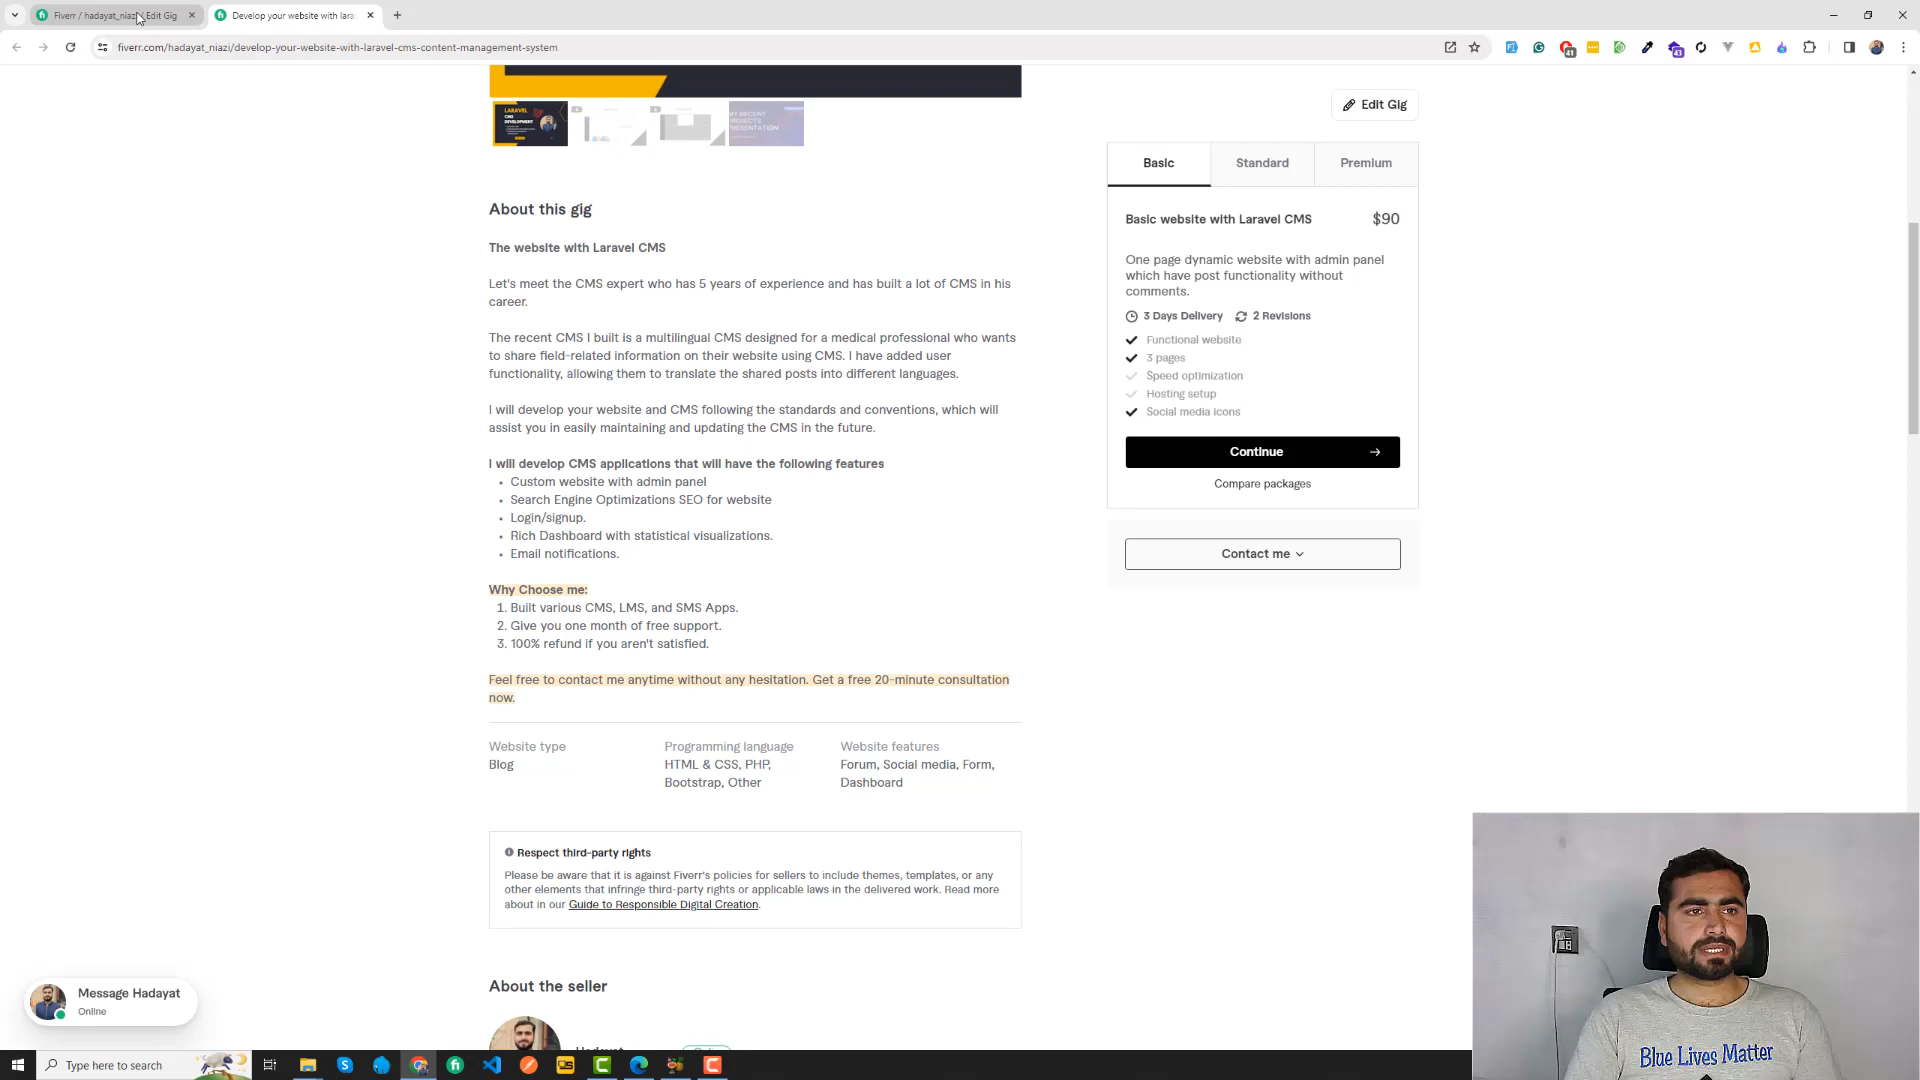 Fiverr / hadayat_niazi / Edit Gig
Develop your website with lara
fiverr.com/hadayat_niazi/develop-your-website-with-laravel-cms-content-management-system
41
43
LARAVEL
CMS
DEVELOPMENT
MY RECENT
PROJECTS
PRESENTATION
Edit Gig
Basic
Standard
Premium
Basic website with Laravel CMS
$90
One page dynamic website with admin panel
which have post functionality without
comments.
3 Days Delivery
2 Revisions
Functional website
3 pages
Speed optimization
Hosting setup
Social media icons
Continue
Compare packages
Contact me
About this gig
The website with Laravel CMS
Let's meet the CMS expert who has 5 years of experience and has built a lot of CMS in his
career.
The recent CMS I built is a multilingual CMS designed for a medical professional who wants
to share field-related information on their website using CMS. I have added user
functionality, allowing them to translate the shared posts into different languages.
I will develop your website and CMS following the standards and conventions, which will
assist you in easily maintaining and updating the CMS in the future.
I will develop CMS applications that will have the following features
• Custom website with admin panel
• Search Engine Optimizations SEO for website
• Login/signup.
• Rich Dashboard with statistical visualizations.
• Email notifications.
Why Choose me:
1. Built various CMS, LMS, and SMS Apps.
2. Give you one month of free support.
3. 100% refund if you aren't satisfied.
Feel free to contact me anytime without any hesitation. Get a free 20-minute consultation
now.
Website type
Blog
Programming language
HTML & CSS, PHP,
Bootstrap, Other
Website features
Forum, Social media, Form,
Dashboard
Respect third-party rights
Please be aware that it is against Fiverr's policies for sellers to include themes, templates, or any
other elements that infringe third-party rights or applicable laws in the delivered work. Read more
about in our Guide to Responsible Digital Creation.
About the seller
Message Hadayat
Online
Type here to search
Blue Lives Matter